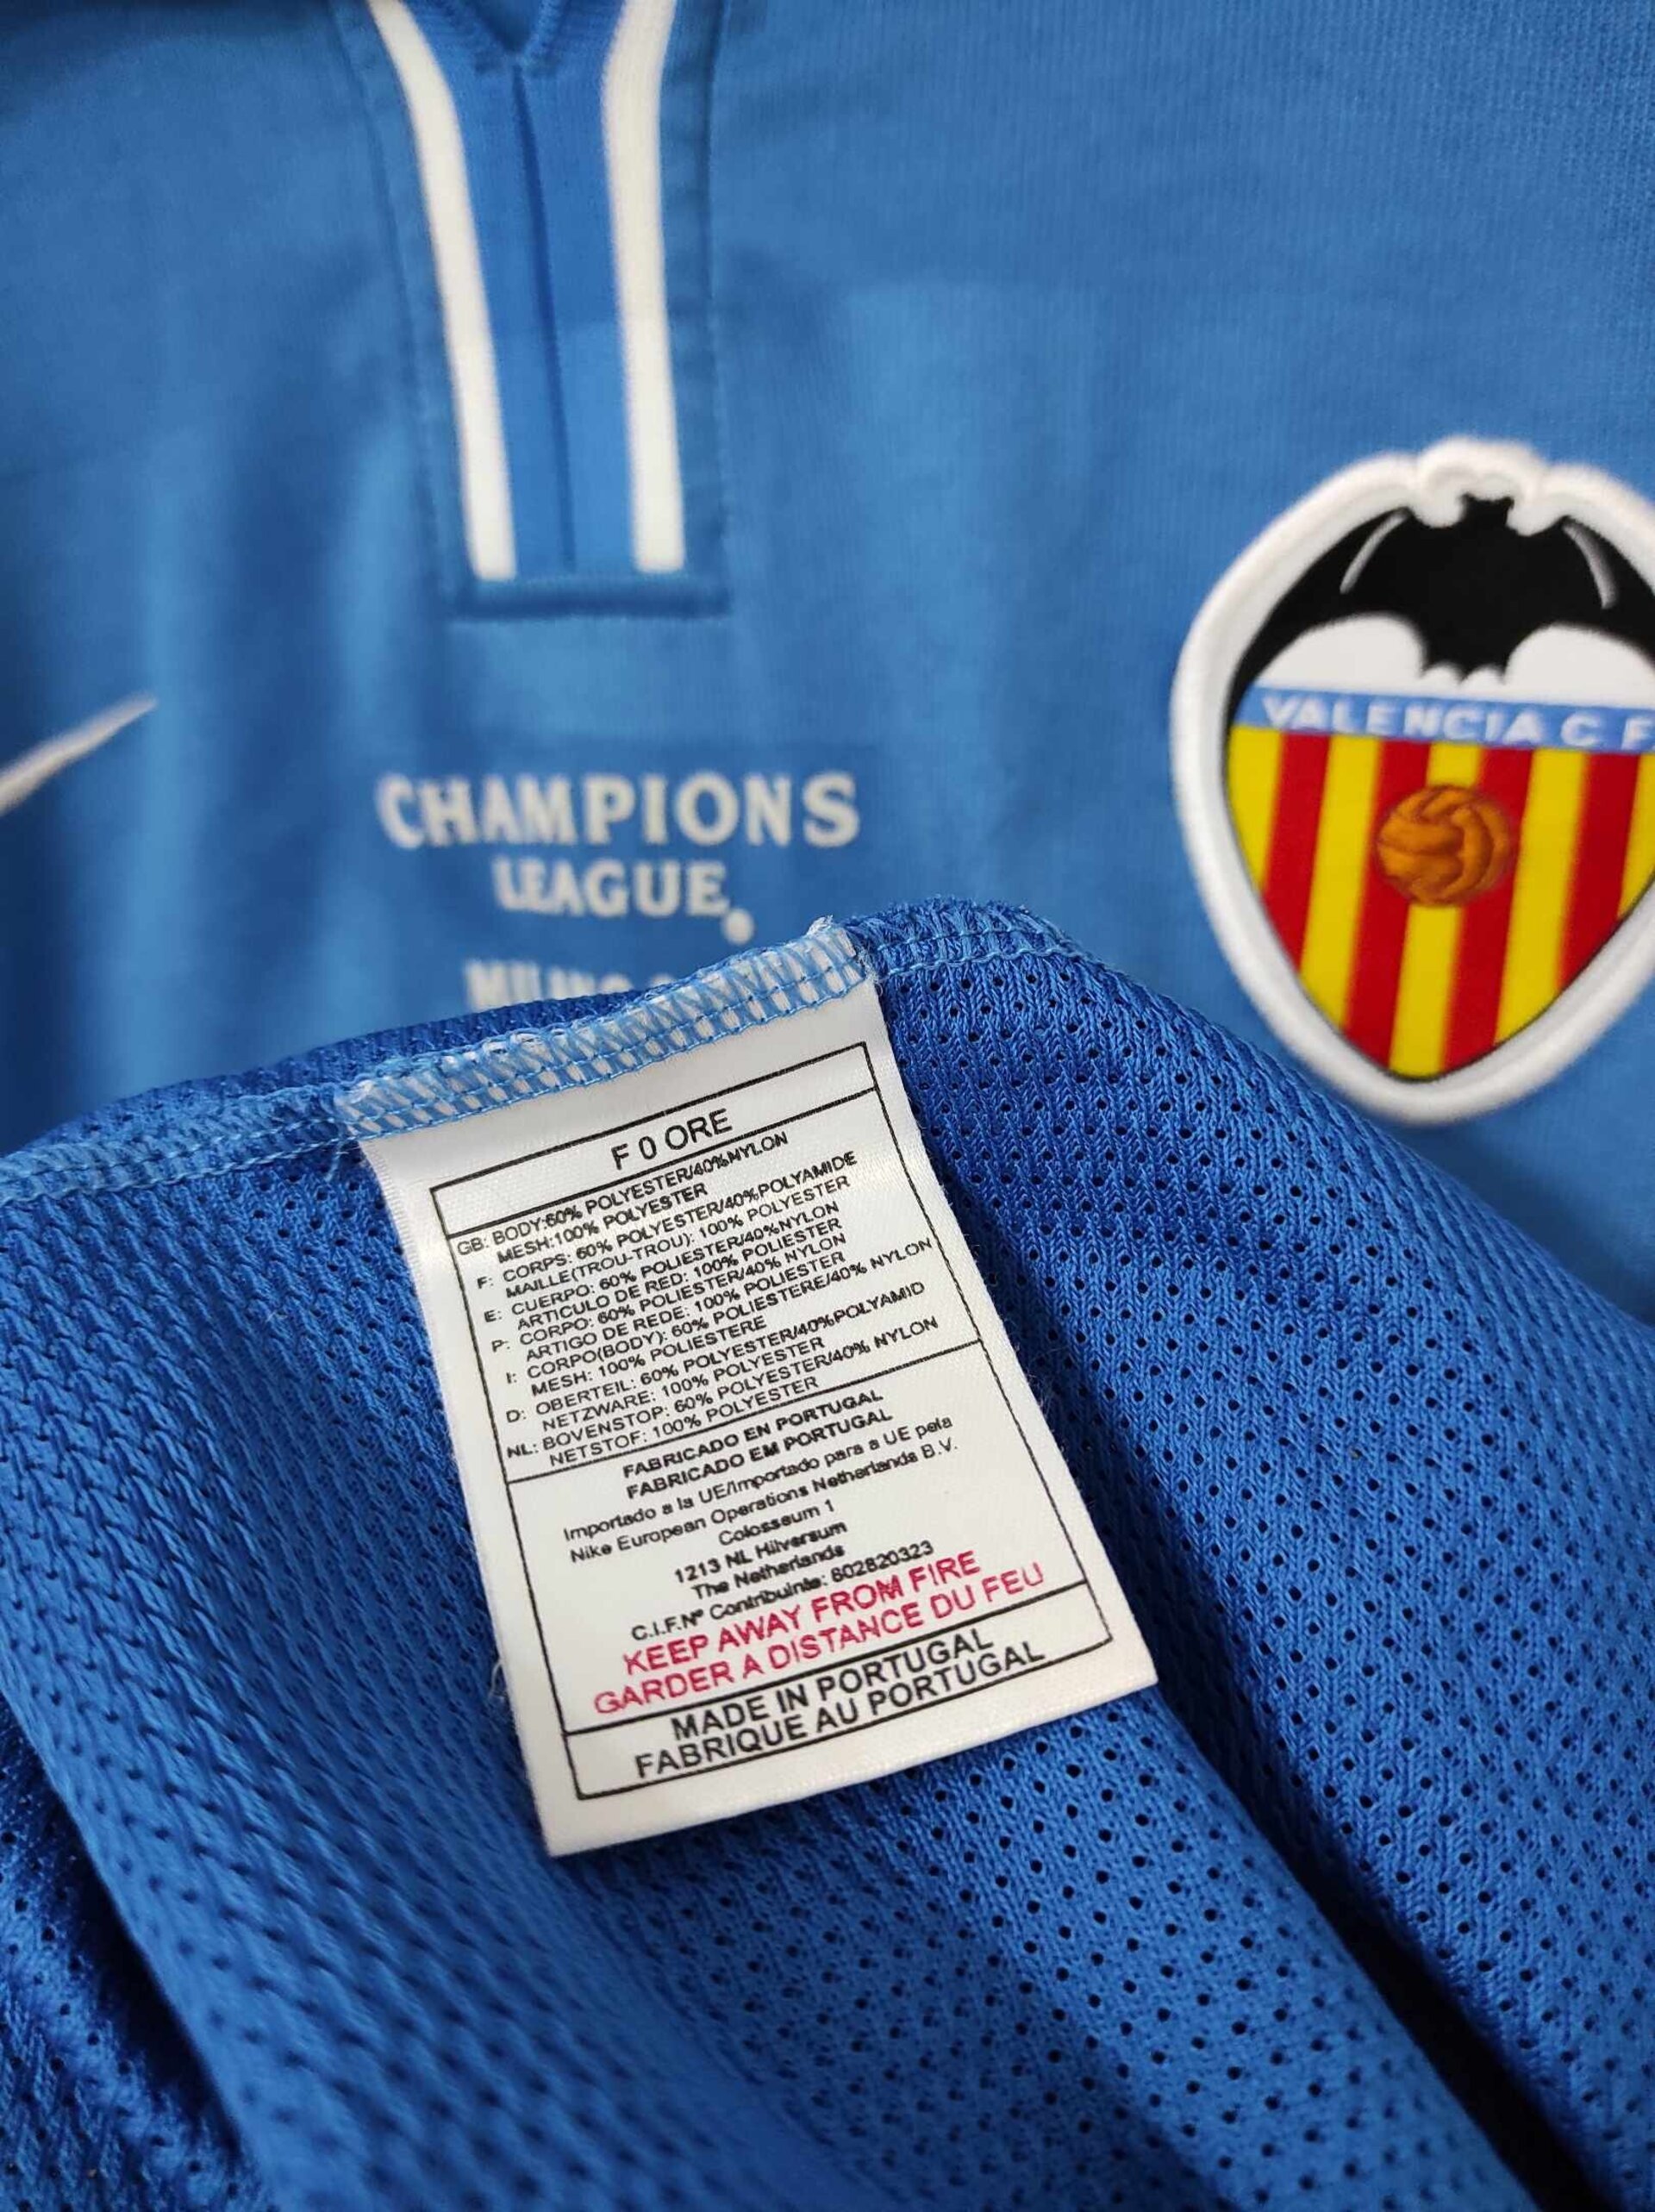 VALENCIA C.F
CHAMPIONS
LEAGUE
F 0 ORE
GB: BODY:60% POLYESTER/40%NYLON
MESH:100% POLYESTER
F: CORPS: 60% POLYESTER/40%POLYAMIDE
MAILLE(TROU-TROU): 100% POLYESTER
E: CUERPO: 60% POLIESTER/40%NYLON
ARTICULO DE RED: 100% POLIESTER
P: CORPO: 60% POLIESTER/40% NYLON
ARTIGO DE REDE: 100% POLIESTER
I: CORPO(BODY): 60% POLIESTERE/40% NYLON
MESH: 100% POLIESTERE
D: OBERTEIL: 60% POLYESTER/40%POLYAMID
NETZWARE: 100% POLYESTER
NL: BOVENSTOP: 60% POLYESTER/40% NYLON
NETSTOF: 100% POLYESTER
FABRICADO EN PORTUGAL
FABRICADO EM PORTUGAL
Importado a la UE/Importado para a UE pela
Nike European Operations Netherlands B.V.
Colosseum 1
1213 NL Hilversum
The Netherlands
C.I.F.Nº Contribuinte: 602820323
KEEP AWAY FROM FIRE
GARDER A DISTANCE DU FEU
MADE IN PORTUGAL
FABRIQUE AU PORTUGAL